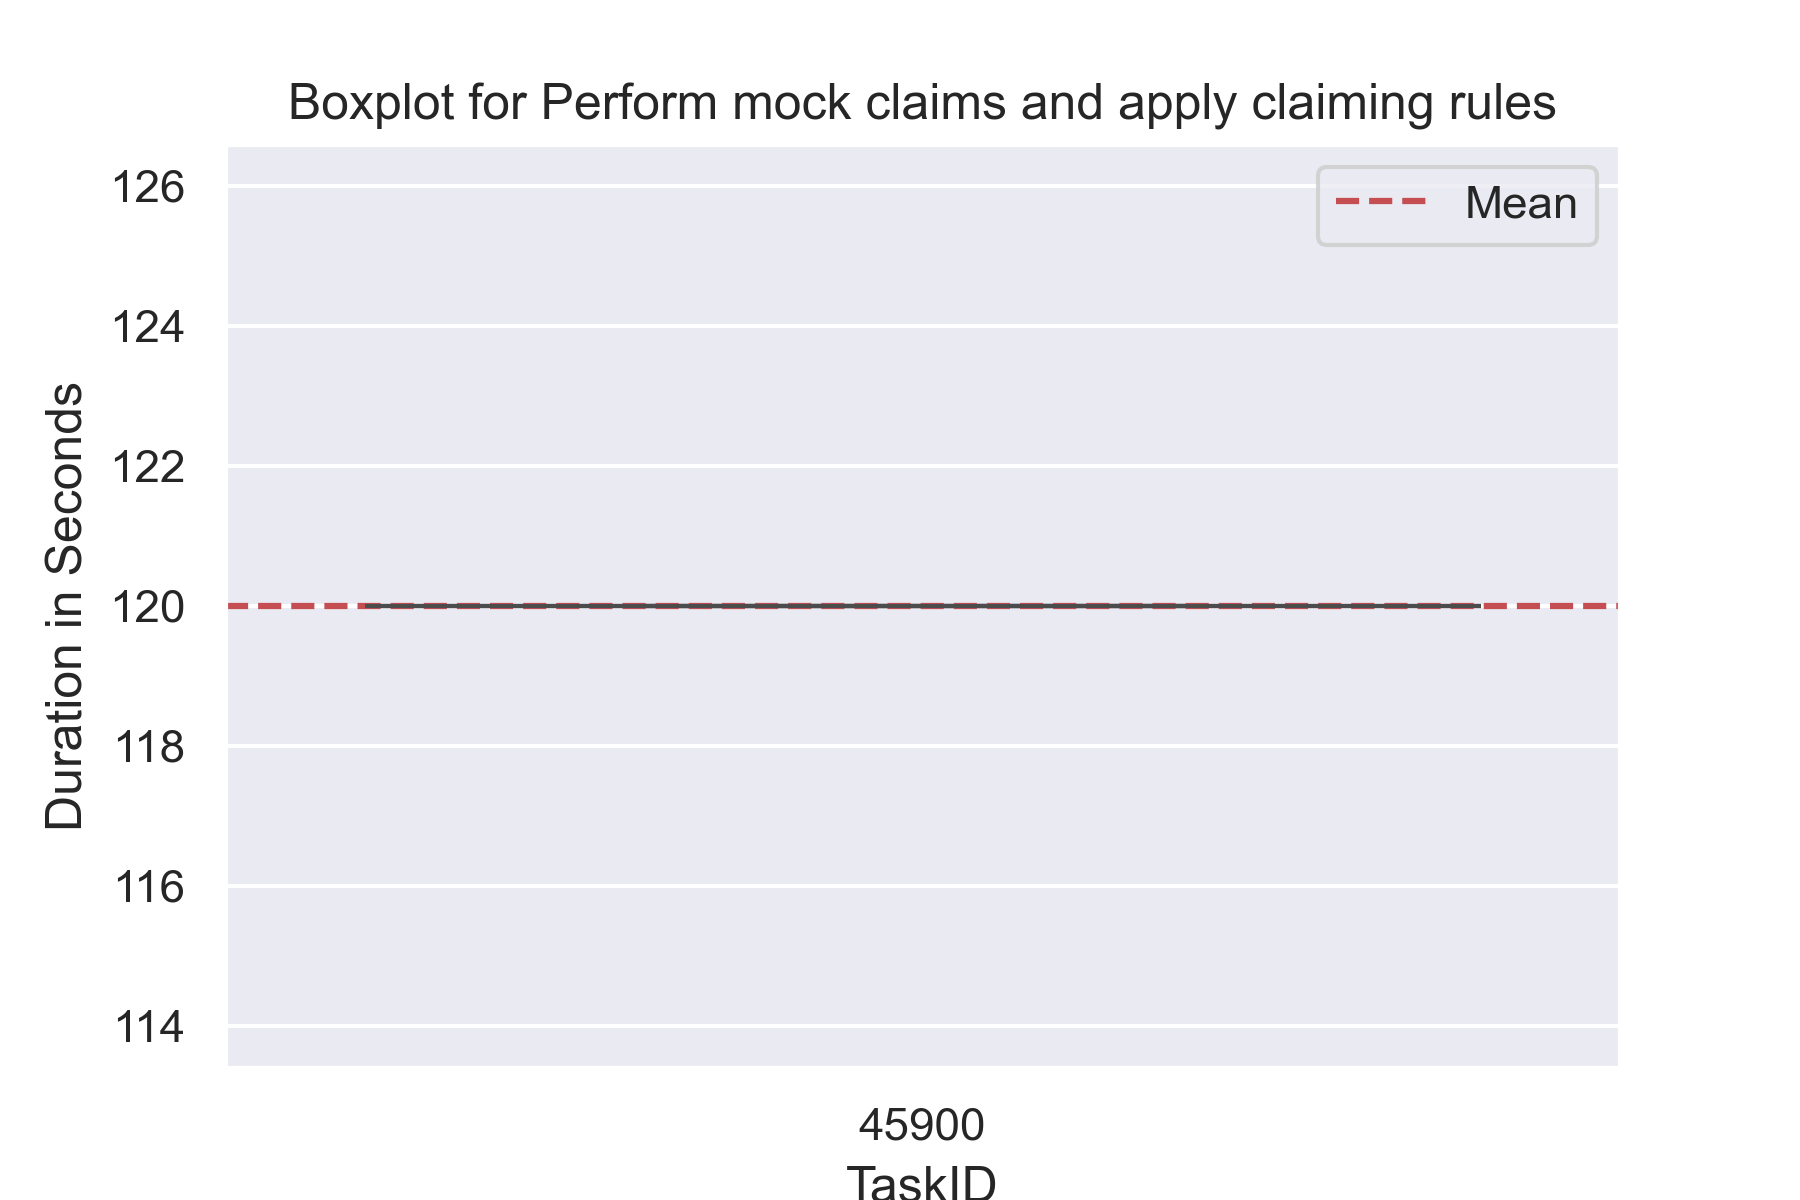 Boxplot for Perform mock claims and apply claiming rules
Mean
126
124
122
120
118
116
114
Duration in Seconds
45900
TaskID